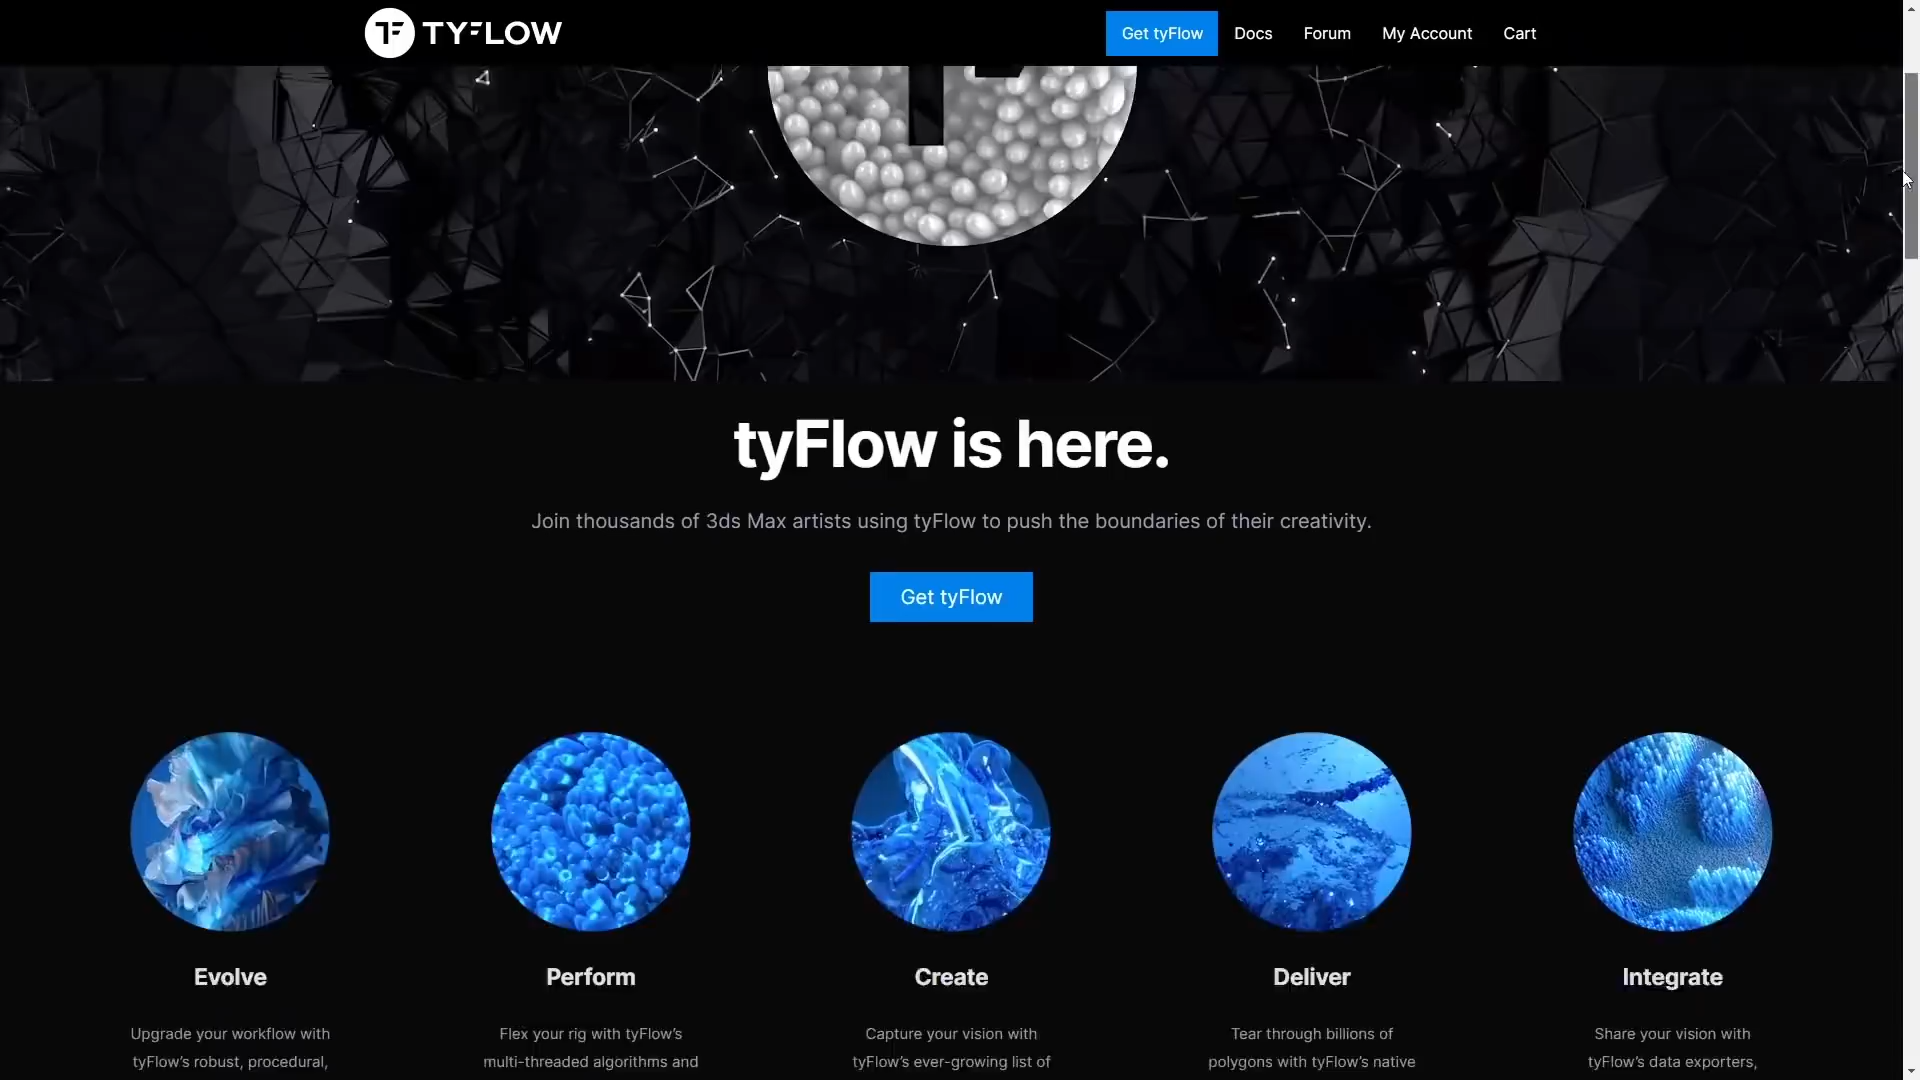 TYFLOW
Get tyFlow
Docs
Forum
My Account
Cart
tyFlow is here.
Join thousands of 3ds Max artists using tyFlow to push the boundaries of their creativity.
Get tyFlow
Evolve
Upgrade your workflow with
tyFlow’s robust, procedural,
Perform
Flex your rig with tyFlow’s
multi-threaded algorithms and
Create
Capture your vision with
tyFlow’s ever-growing list of
Deliver
Tear through billions of
polygons with tyFlow’s native
Integrate
Share your vision with
tyFlow’s data exporters,